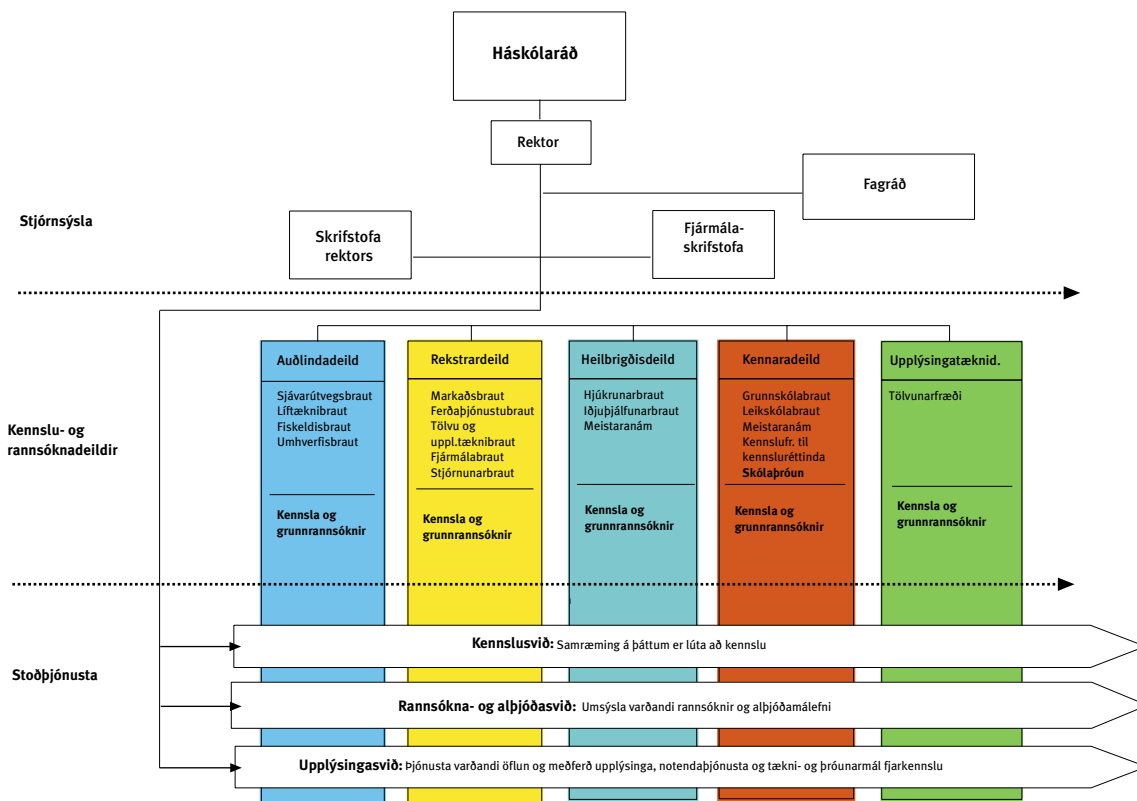 Háskólaráð
Rektor
Fagráð
Stjórnsýsla
Skrifstofa
rektors
Fjármála-
skrifstofa
Kennslu- og
rannsóknadeildir
Auðlindadeild
Sjávarútvegsbraut
Líftæknibraut
Fiskeldisbraut
Umhverfisbraut
Kennsla og
grunnrannsóknir
Rekstrardeild
Markaðsbraut
Ferðaþjónustubraut
Tölvu og
uppl.tæknibraut
Fjármálabraut
Stjórnunarbraut
Kennsla og
grunnrannsóknir
Heilbrigðisdeild
Hjúkrunarbraut
Iðjuþjálfunarbraut
Meistaranám
Kennsla og
grunnrannsóknir
Kennaradeild
Grunnskólabraut
Leikskólabraut
Meistaranám
Kennslufr. til
kennsluréttinda
Skólaþróun
Kennsla og
grunnrannsóknir
Upplýsingatæknid.
Tölvunarfræði
Kennsla og
grunnrannsóknir
Stoðþjónusta
Kennslusvið: Samræming á þáttum er lúta að kennslu
Rannsókna- og alþjóðasvið: Umsýsla varðandi rannsóknir og alþjóðamálefni
Upplýsingasvið: Þjónusta varðandi öflun og meðferð upplýsinga, notendaþjónusta og tækni- og þróunarmál fjarkennslu